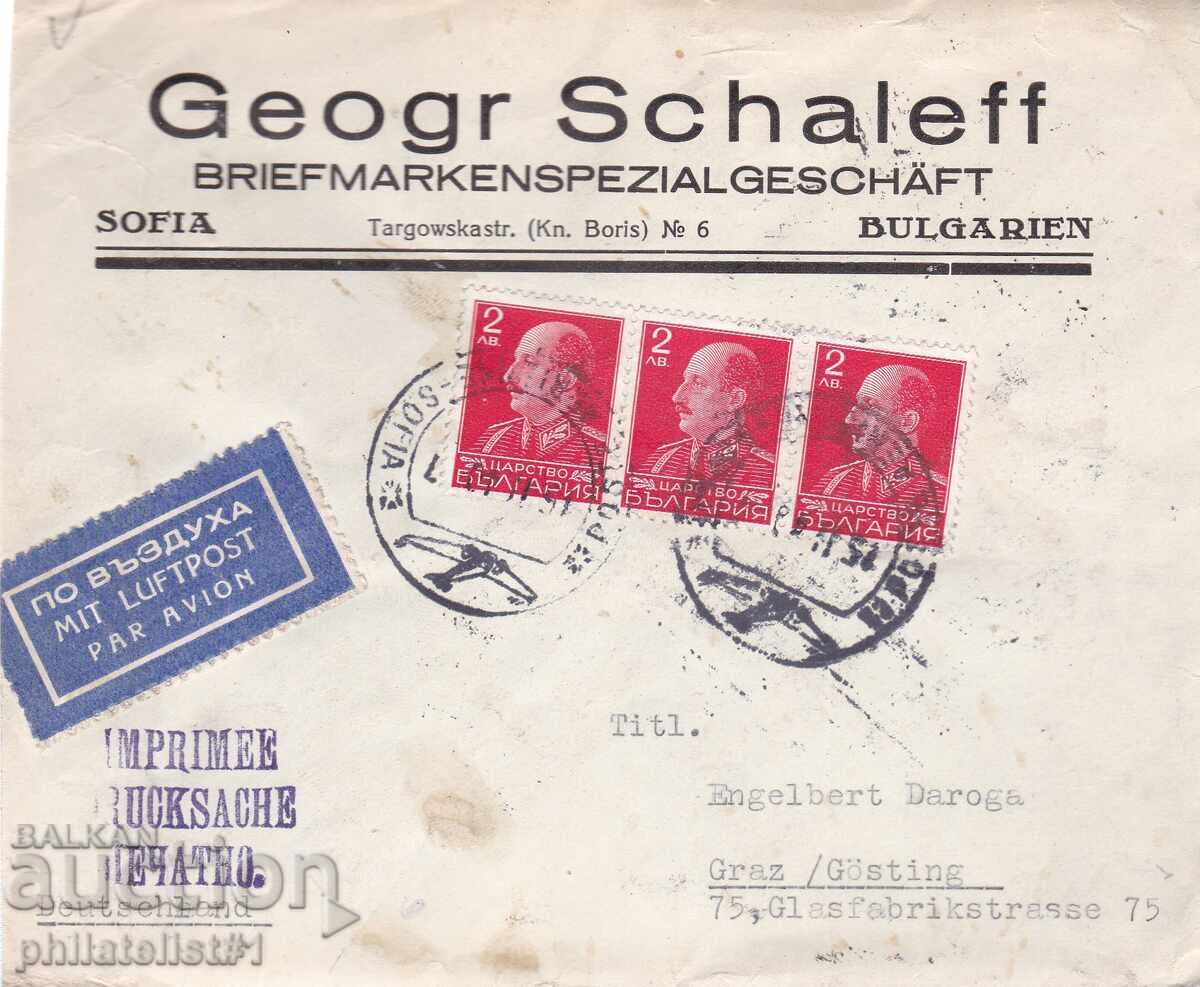 Geogr Schaleff
BRIEFMARKENSPEZIALGESCHÄFT
SOFIA Targowskastr. (Kn. Boris) № 6 BULGARIEN
2 ЛВ. ЦАРСТВО БЪЛГАРИЯ
2 ЛВ. ЦАРСТВО БЪЛГАРИЯ
2 ЛВ. ЦАРСТВО БЪЛГАРИЯ
SOFIA
ПО ВЪЗДУХА
MIT LUFTPOST
PAR AVION
IMPRIMEE
RUCKSACHE
ПЕЧАТНО.
Deutschland
Titl.
Engelbert Daroga
Graz /Gösting
75,Glasfabrikstrasse 75
BALKAN
auction
philatelist#1